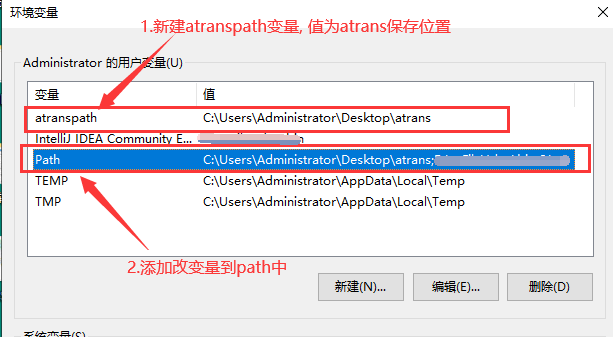 环境变量
1.新建atranspath变量, 值为atrans保存位置
Administrator 的用户变量(U)
变量 值
atranspath C:\Users\Administrator\Desktop\atrans
IntelliJ IDEA Community E...
Path C:\Users\Administrator\Desktop\atrans;
TEMP C:\Users\Administrator\AppData\Local\Temp
TMP C:\Users\Administrator\AppData\Local\Temp
2.添加改变量到path中
新建(N)... 编辑(E)... 删除(D)
系统变量(S)